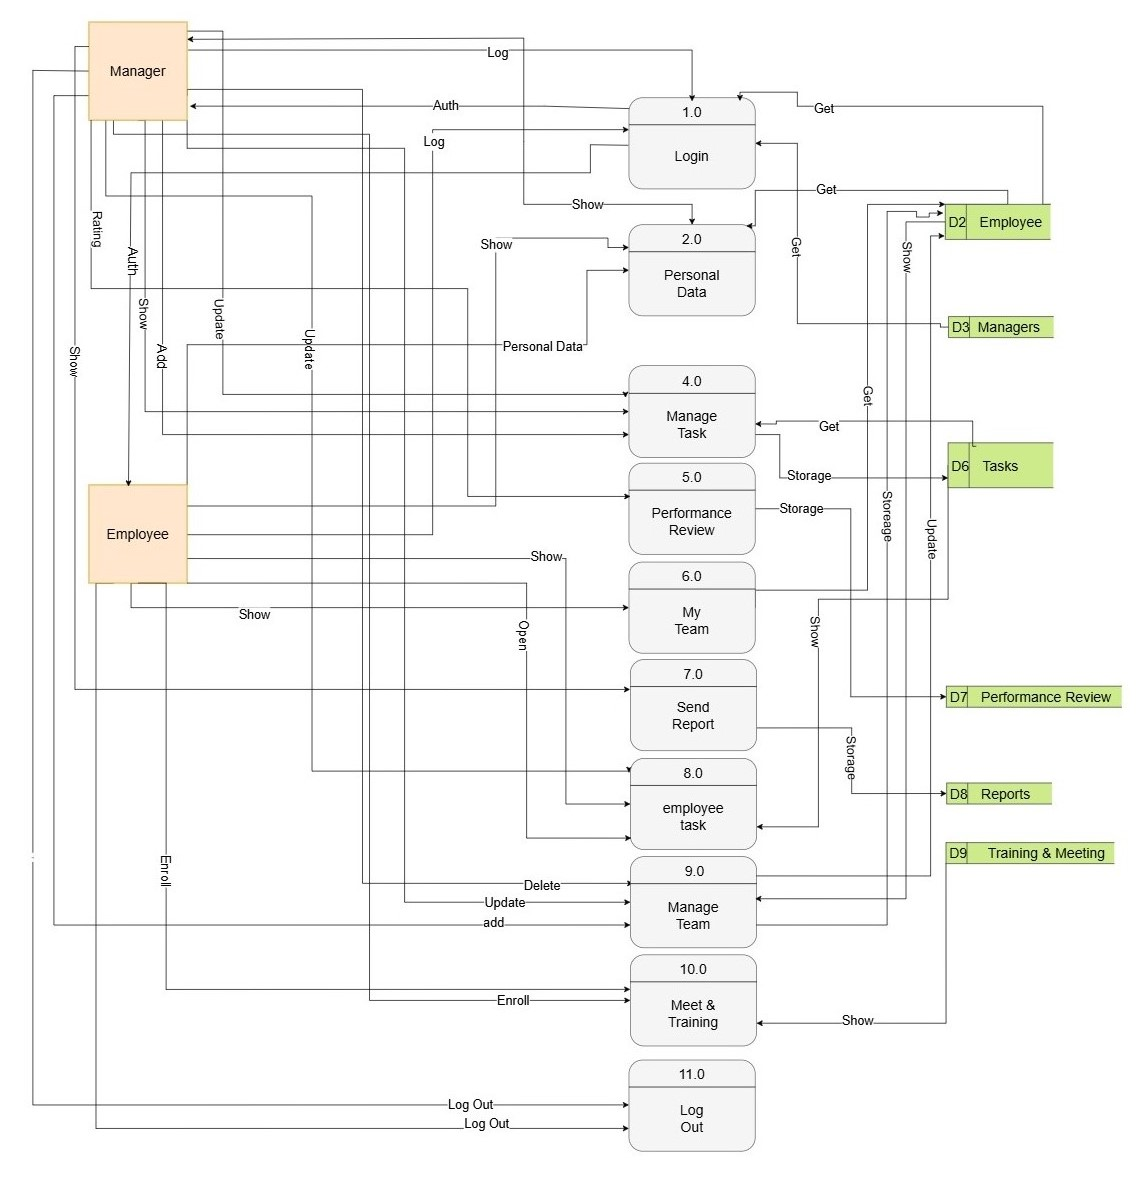 Manager
Log
Auth
Get
1.0
Login
Log
Get
Show
Rating
Show
2.0
Personal
Data
D2 Employee
Auth
Get
Show
Show
Update
Update
D3 Managers
Show
Add
Personal Data
4.0
Manage
Task
Get
Get
D6 Tasks
Storage
5.0
Performance
Review
Storage
Storeage
Update
Employee
Show
6.0
My
Team
Show
Open
Show
7.0
Send
Report
D7 Performance Review
Storage
8.0
employee
task
D8 Reports
D9 Training & Meeting
Enroll
9.0
Manage
Team
Delete
Update
add
10.0
Meet &
Training
Enroll
Show
11.0
Log
Out
Log Out
Log Out